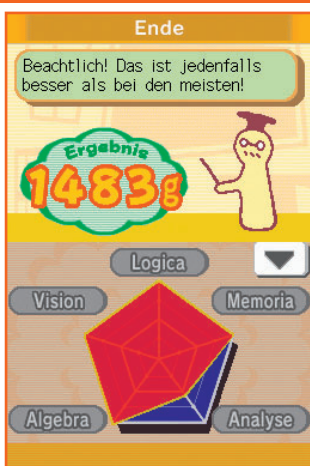 Ende
Beachtlich! Das ist jedenfalls
besser als bei den meisten!
Ergebnis
1483g
Logica
Vision
Memoria
Algebra
Analyse